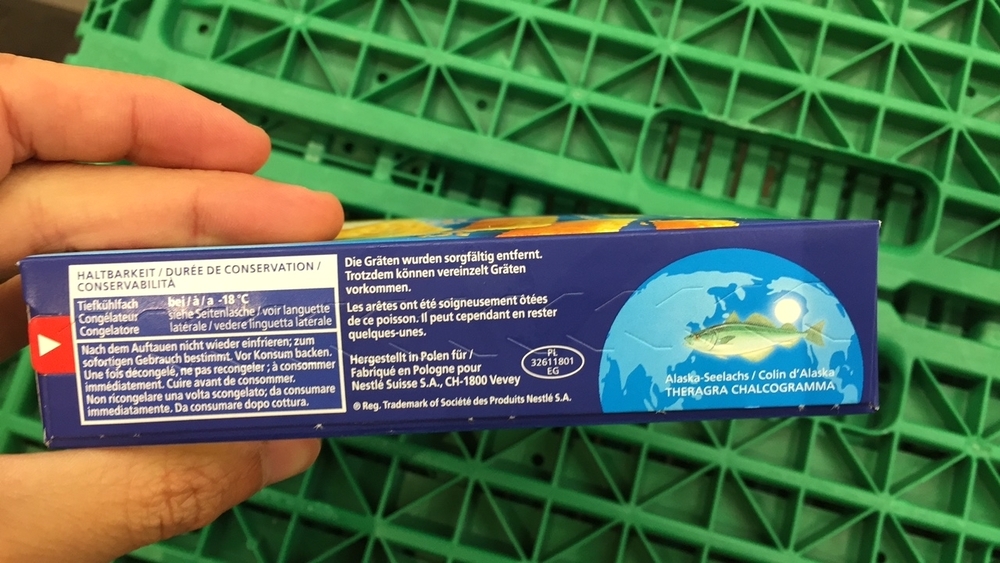 HALTBARKEIT / DURÉE DE CONSERVATION /
CONSERVABILITÀ
Tiefkühlfach bei / à / a -18 °C
Congélateur siehe Seitenlasche / voir languette
Congelatore latérale / vedere linguetta latérale
Nach dem Auftauen nicht wieder einfrieren; zum
sofortigen Gebrauch bestimmt. Vor Konsum backen.
Une fois décongelé, ne pas recongeler; à consommer
immédiatement. Cuire avant de consommer.
Non ricongelare una volta scongelato; da consumare
immediatamente. Da consumare dopo cottura.
Die Gräten wurden sorgfältig entfernt.
Trotzdem können vereinzelt Gräten
vorkommen.
Les arêtes ont été soigneusement ôtées
de ce poisson. Il peut cependant en rester
quelques-unes.
Hergestellt in Polen für /
Fabriqué en Pologne pour
Nestlé Suisse S.A., CH-1800 Vevey
® Reg. Trademark of Société des Produits Nestlé S.A.
PL
32611801
EG
Alaska-Seelachs / Colin d'Alaska
THERAGRA CHALCOGRAMMA